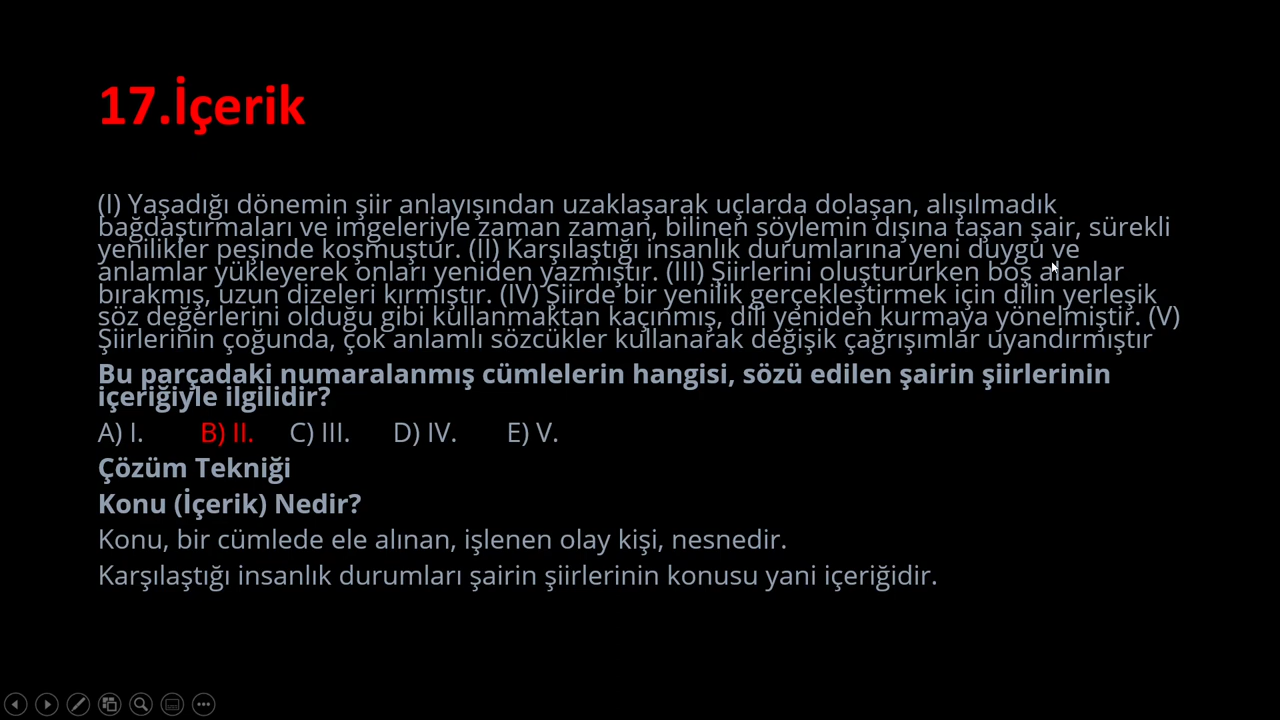 17.İçerik
(I) Yaşadığı dönemin şiir anlayışından uzaklaşarak uçlarda dolaşan, alışılmadık
bağdaştırmaları ve imgeleriyle zaman zaman, bilinen söylemin dışına taşan şair, sürekli
yenilikler peşinde koşmuştur. (II) Karşılaştığı insanlık durumlarına yeni duygu ve
anlamlar yükleyerek onları yeniden yazmıştır. (III) Şiirlerini oluştururken boş alanlar
bırakmış, uzun dizeleri kırmıştır. (IV) Şiirde bir yenilik gerçekleştirmek için dilin yerleşik
söz değerlerini olduğu gibi kullanmaktan kaçınmış, dili yeniden kurmaya yönelmiştir. (V)
Şiirlerinin çoğunda, çok anlamlı sözcükler kullanarak değişik çağrışımlar uyandırmıştır
Bu parçadaki numaralanmış cümlelerin hangisi, sözü edilen şairin şiirlerinin
içeriğiyle ilgilidir?
A) I. B) II. C) III. D) IV. E) V.
Çözüm Tekniği
Konu (İçerik) Nedir?
Konu, bir cümlede ele alınan, işlenen olay kişi, nesnedir.
Karşılaştığı insanlık durumları şairin şiirlerinin konusu yani içeriğidir.